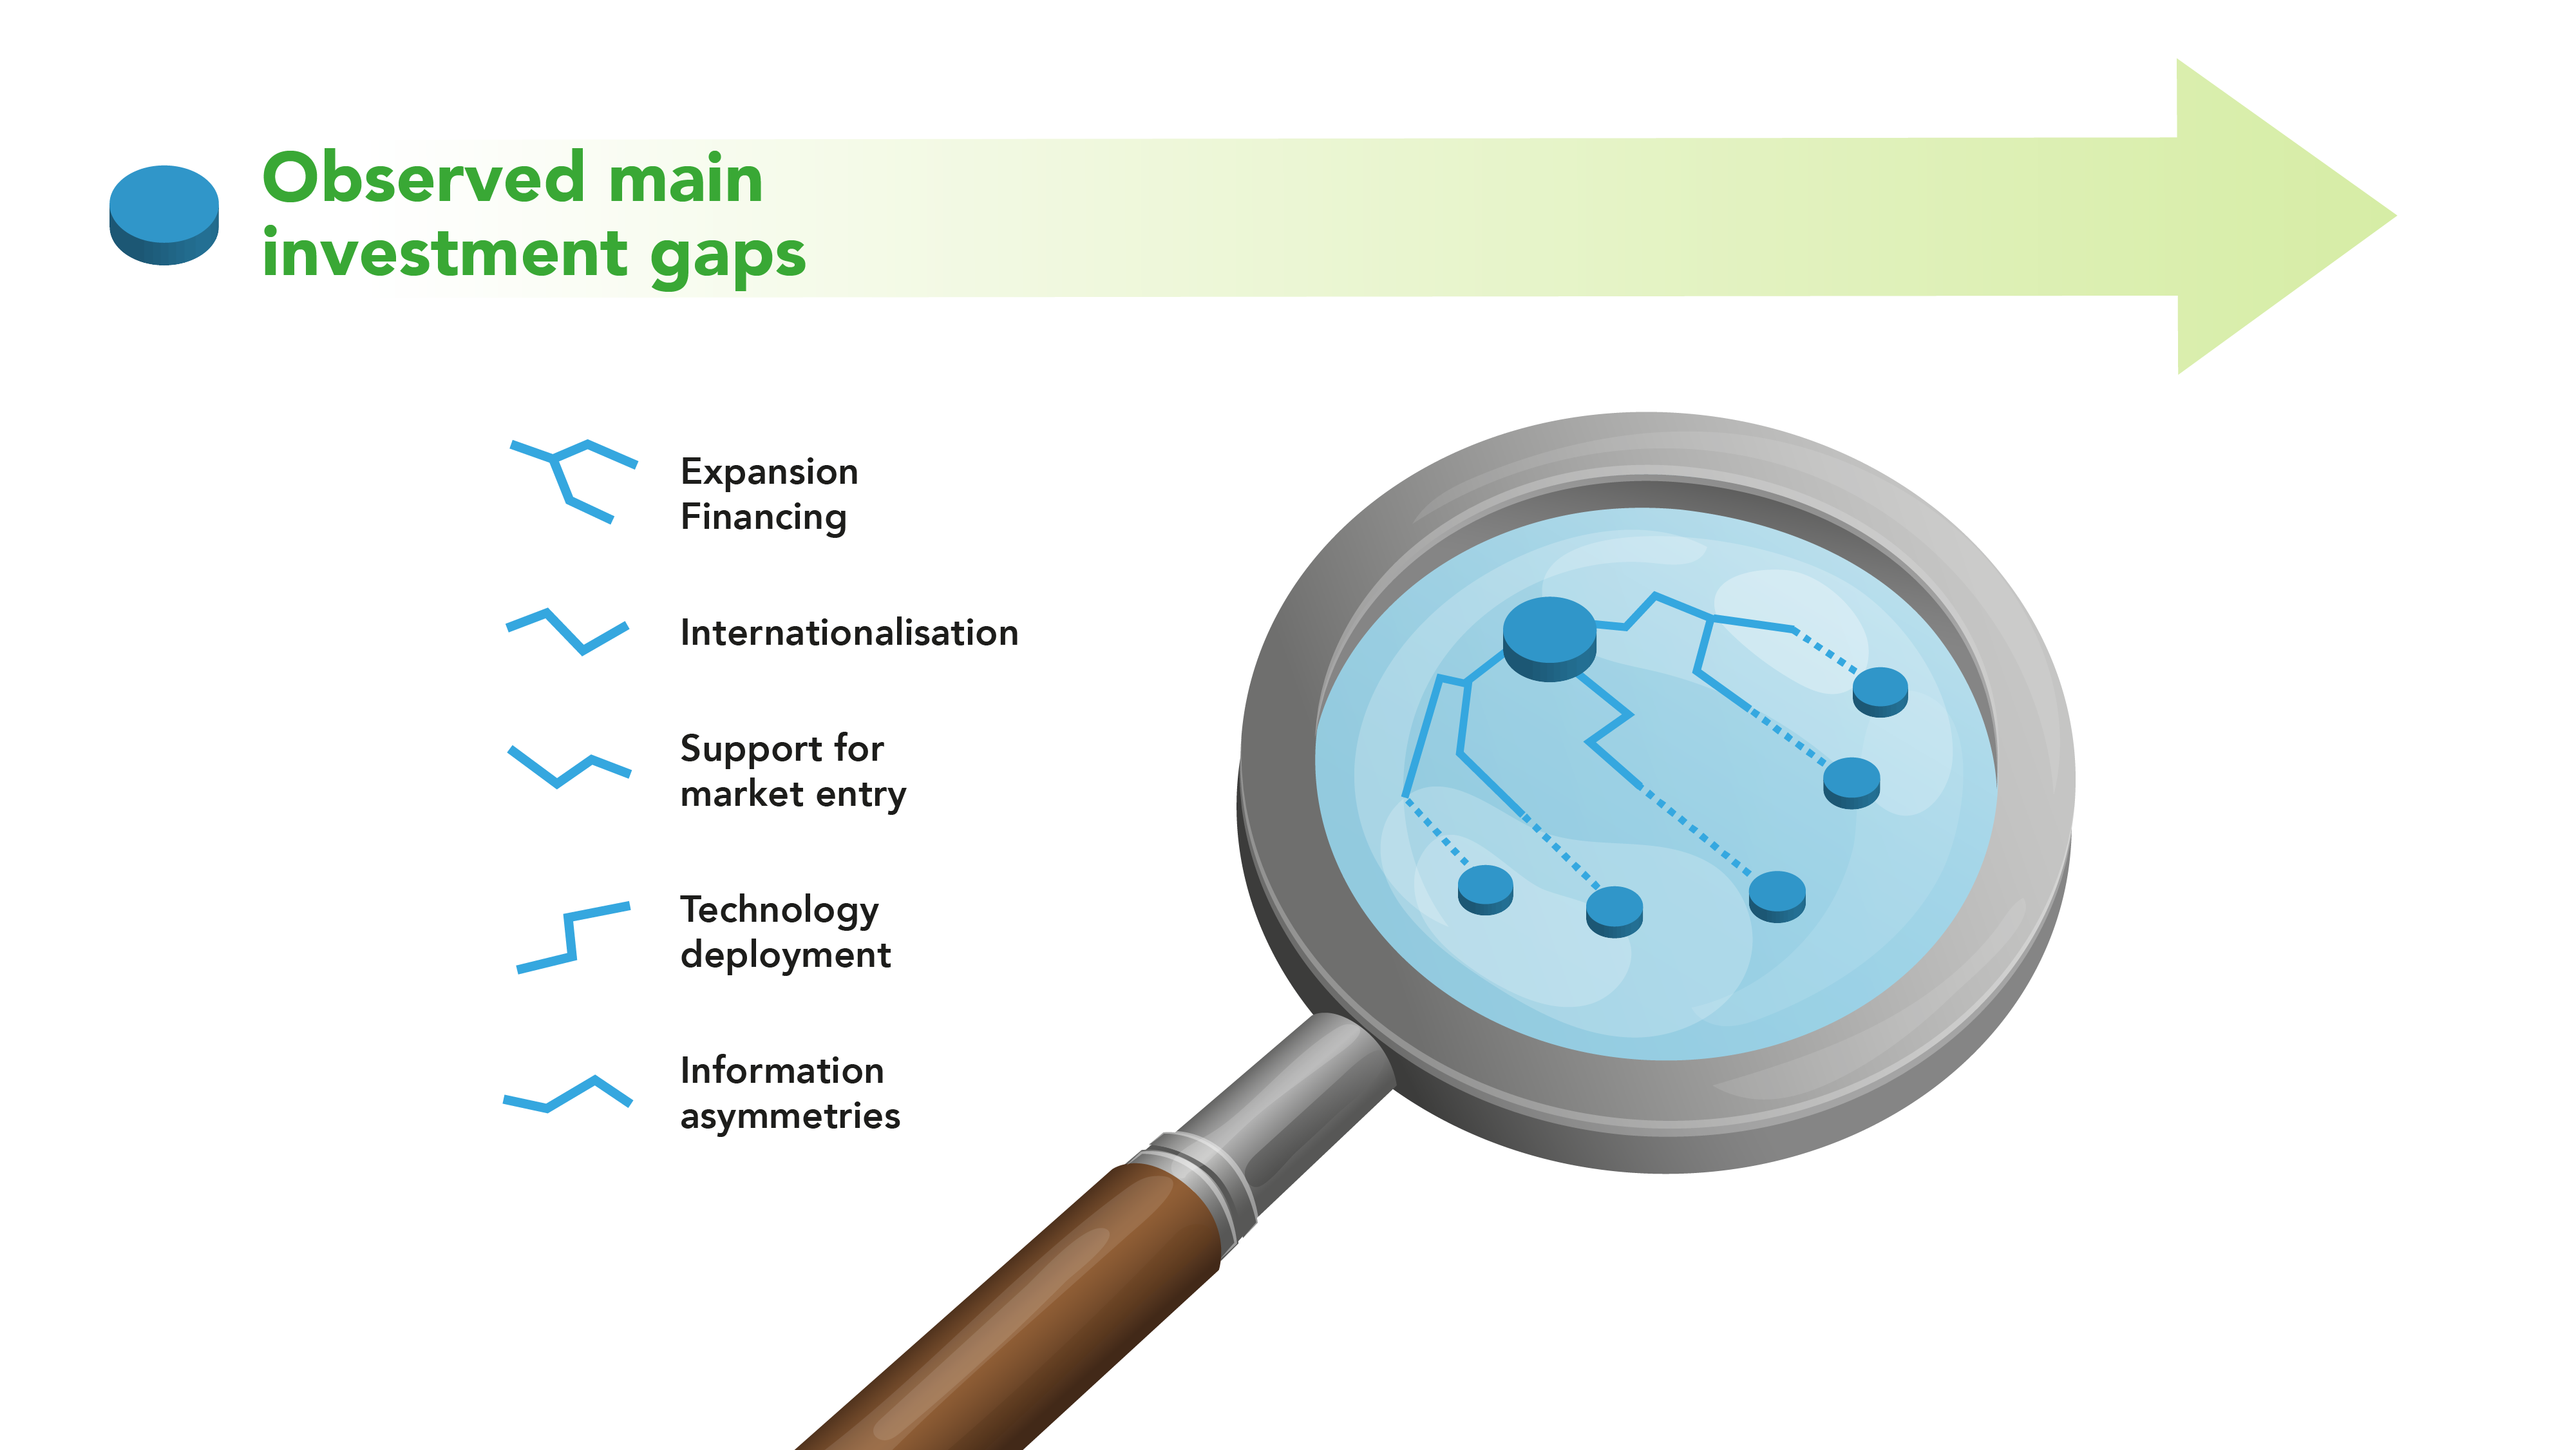 Observed main
investment gaps
Expansion
Financing
Internationalisation
Support for
market entry
Technology
deployment
Information
asymmetries